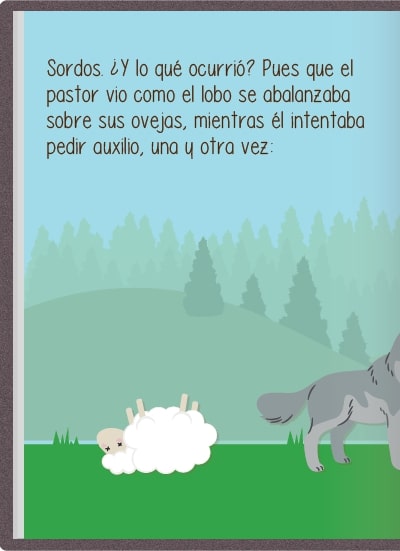 Sordos. ¿Y lo qué ocurrió? Pues que el
pastor vio como el lobo se abalanzaba
sobre sus ovejas, mientras él intentaba
pedir auxilio, una y otra vez: